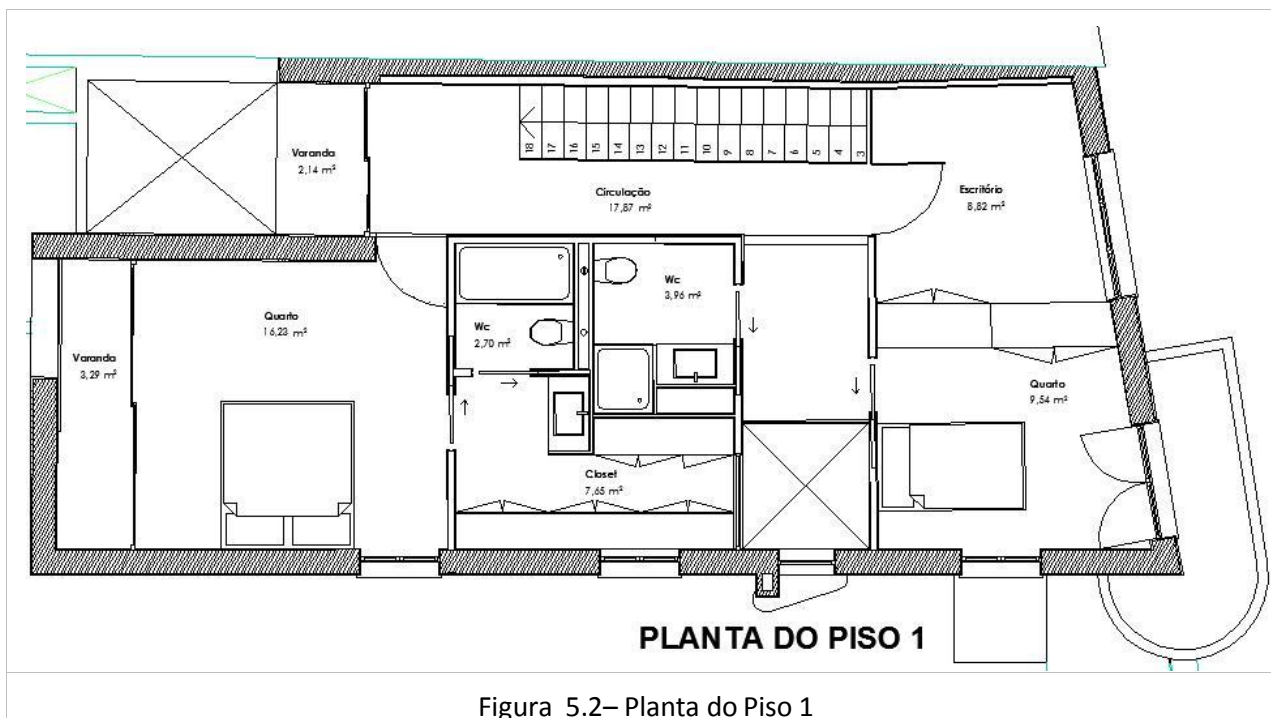 Varanda
2,14 m²
18
17
16
15
14
13
12
11
10
9
8
7
6
5
4
3
Circulação
17,87 m²
Escritório
8,82 m²
Quarto
16,23 m²
Wc
3,96 m²
Wc
2,70 m²
Varanda
3,29 m²
Quarto
9,54 m²
Closet
7,65 m²
PLANTA DO PISO 1
Figura 5.2– Planta do Piso 1